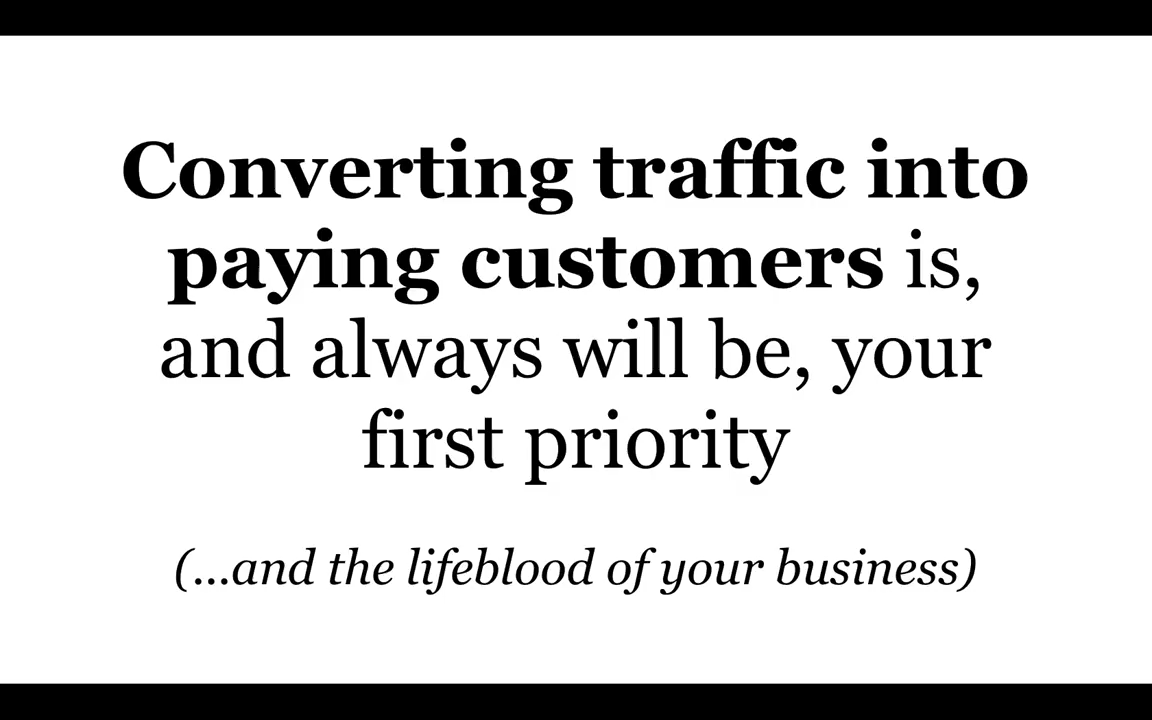 Converting traffic into
paying customers is,
and always will be, your
first priority
(...and the lifeblood of your business)